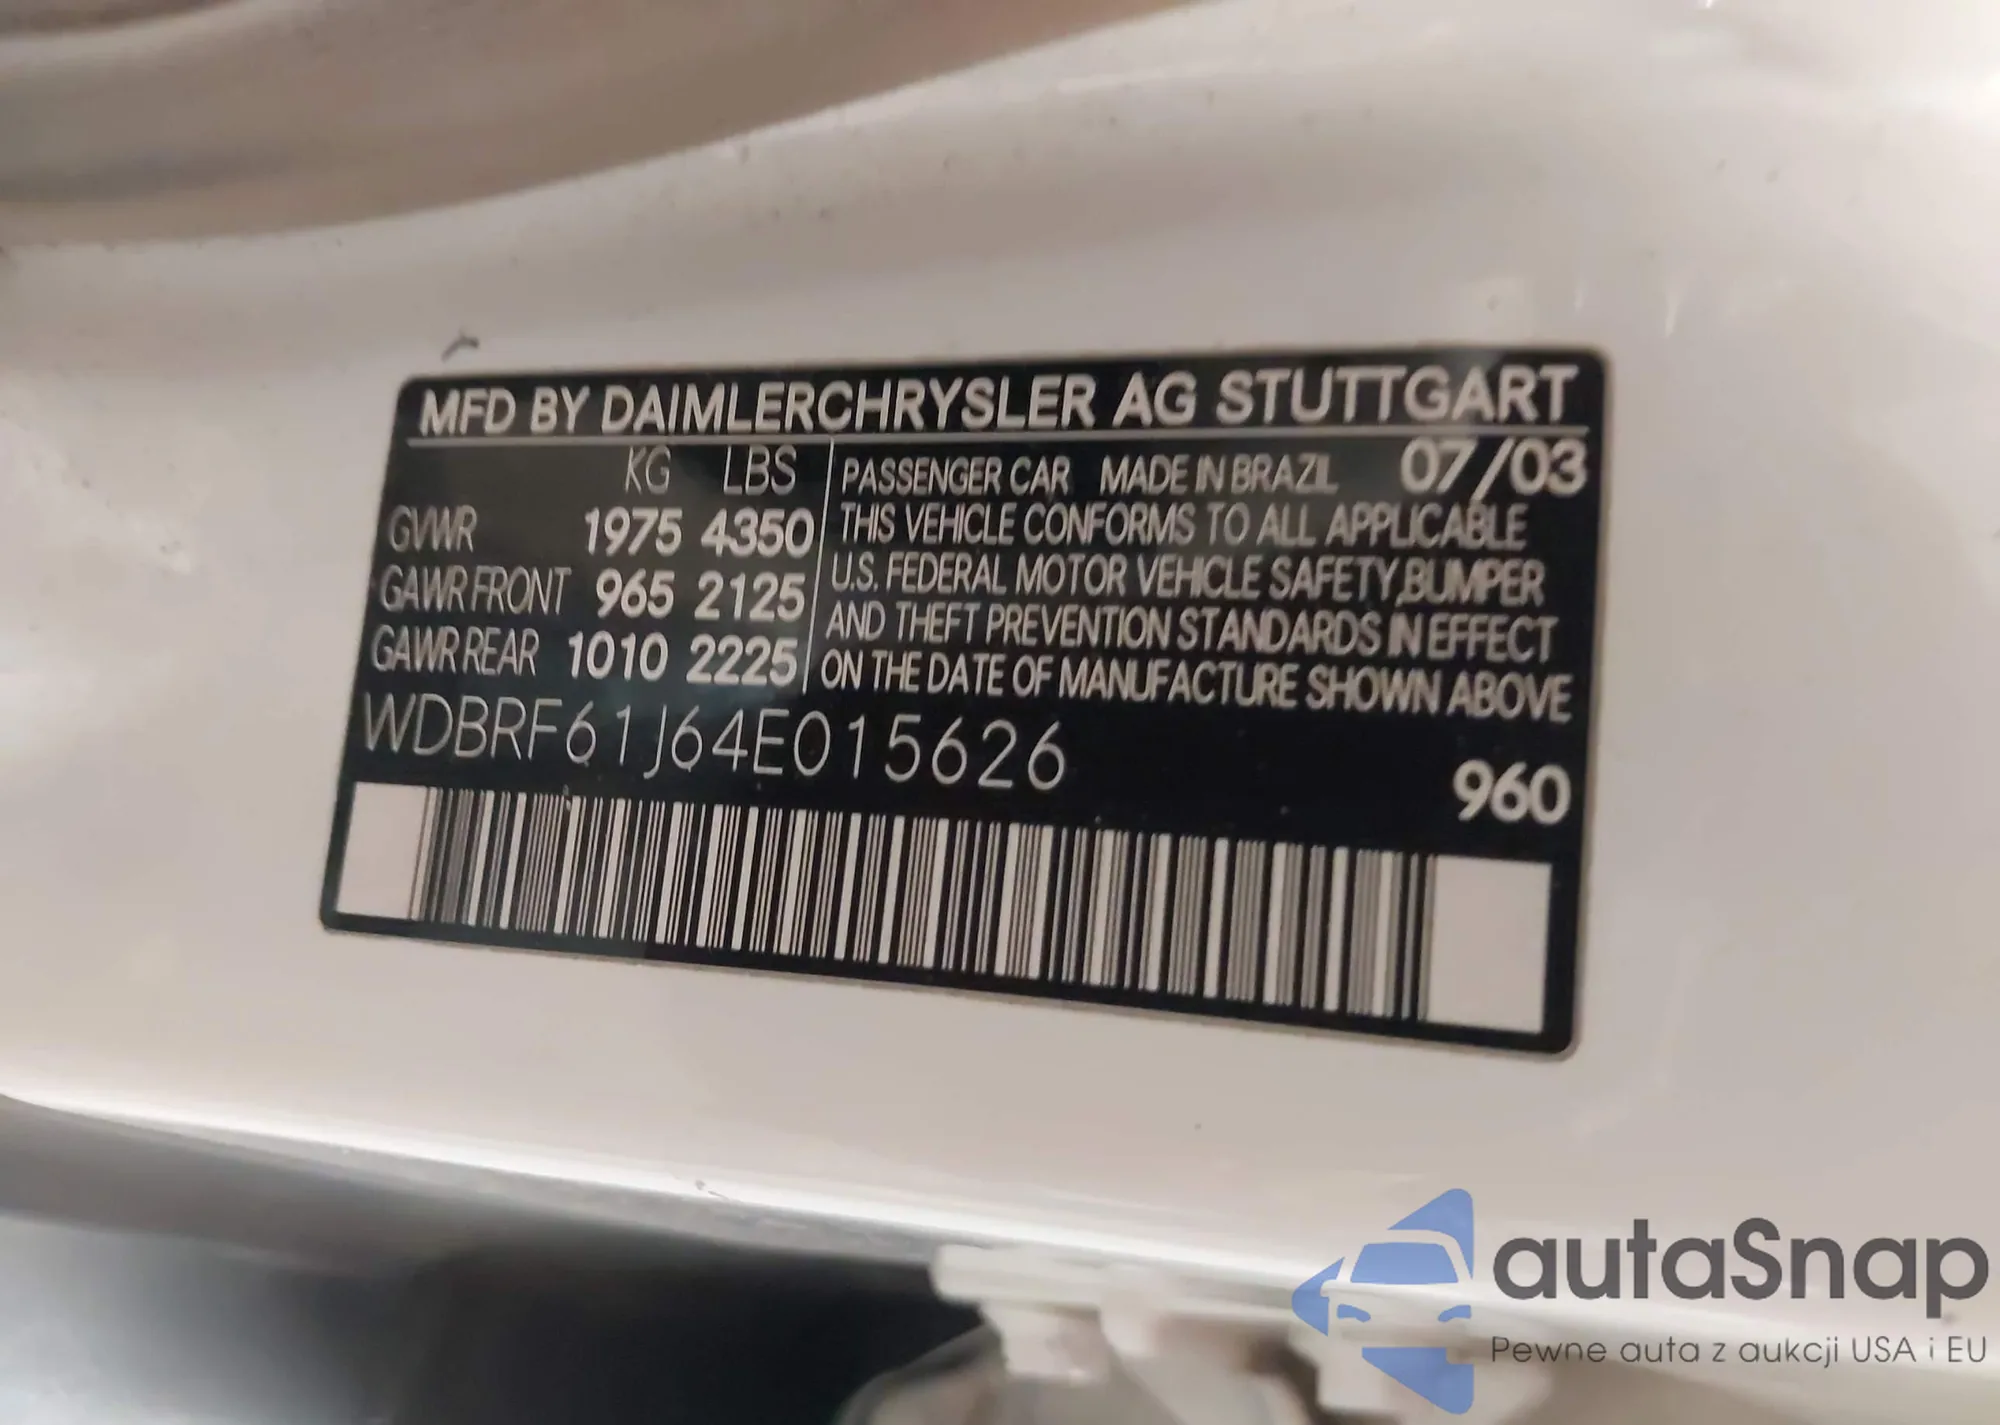 MFD BY DAIMLERCHRYSLER AG STUTTGART
KG LBS
GVWR 1975 4350
GAWR FRONT 965 2125
GAWR REAR 1010 2225
PASSENGER CAR MADE IN BRAZIL 07/03
THIS VEHICLE CONFORMS TO ALL APPLICABLE
U.S. FEDERAL MOTOR VEHICLE SAFETY,BUMPER
AND THEFT PREVENTION STANDARDS IN EFFECT
ON THE DATE OF MANUFACTURE SHOWN ABOVE
WDBRF61J64E015626
960
autaSnap
Pewne auta z aukcji USA i EU